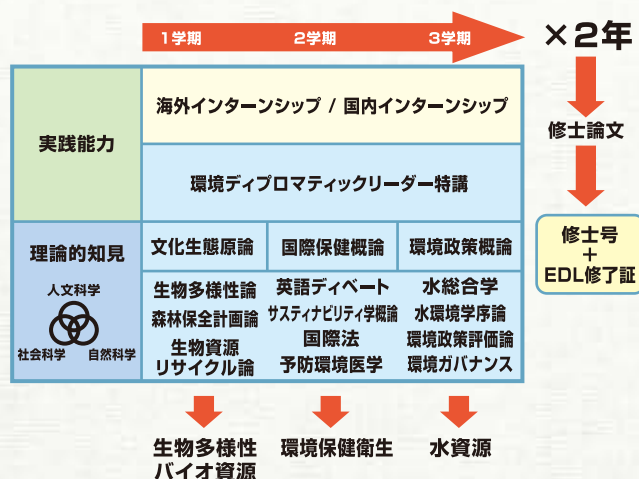 1学期 2学期 3学期 ×2年
海外インターンシップ / 国内インターンシップ
実践能力
環境ディプロマティックリーダー特講
修士論文
修士号
+
EDL修了証
理論的知見
人文科学
社会科学 自然科学
文化生態原論 国際保健概論 環境政策概論
生物多様性論
森林保全計画論
生物資源
リサイクル論
英語ディベート
サスティナビリティ学概論
国際法
予防環境医学
水総合学
水環境学序論
環境政策評価論
環境ガバナンス
生物多様性
バイオ資源
環境保健衛生
水資源